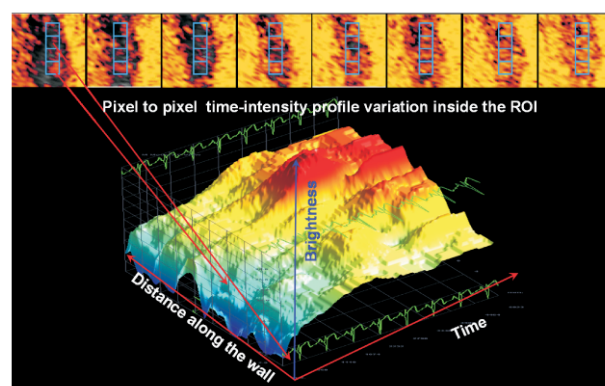 Pixel to pixel time-intensity profile variation inside the ROI
Brightness
Distance along the wall
Time